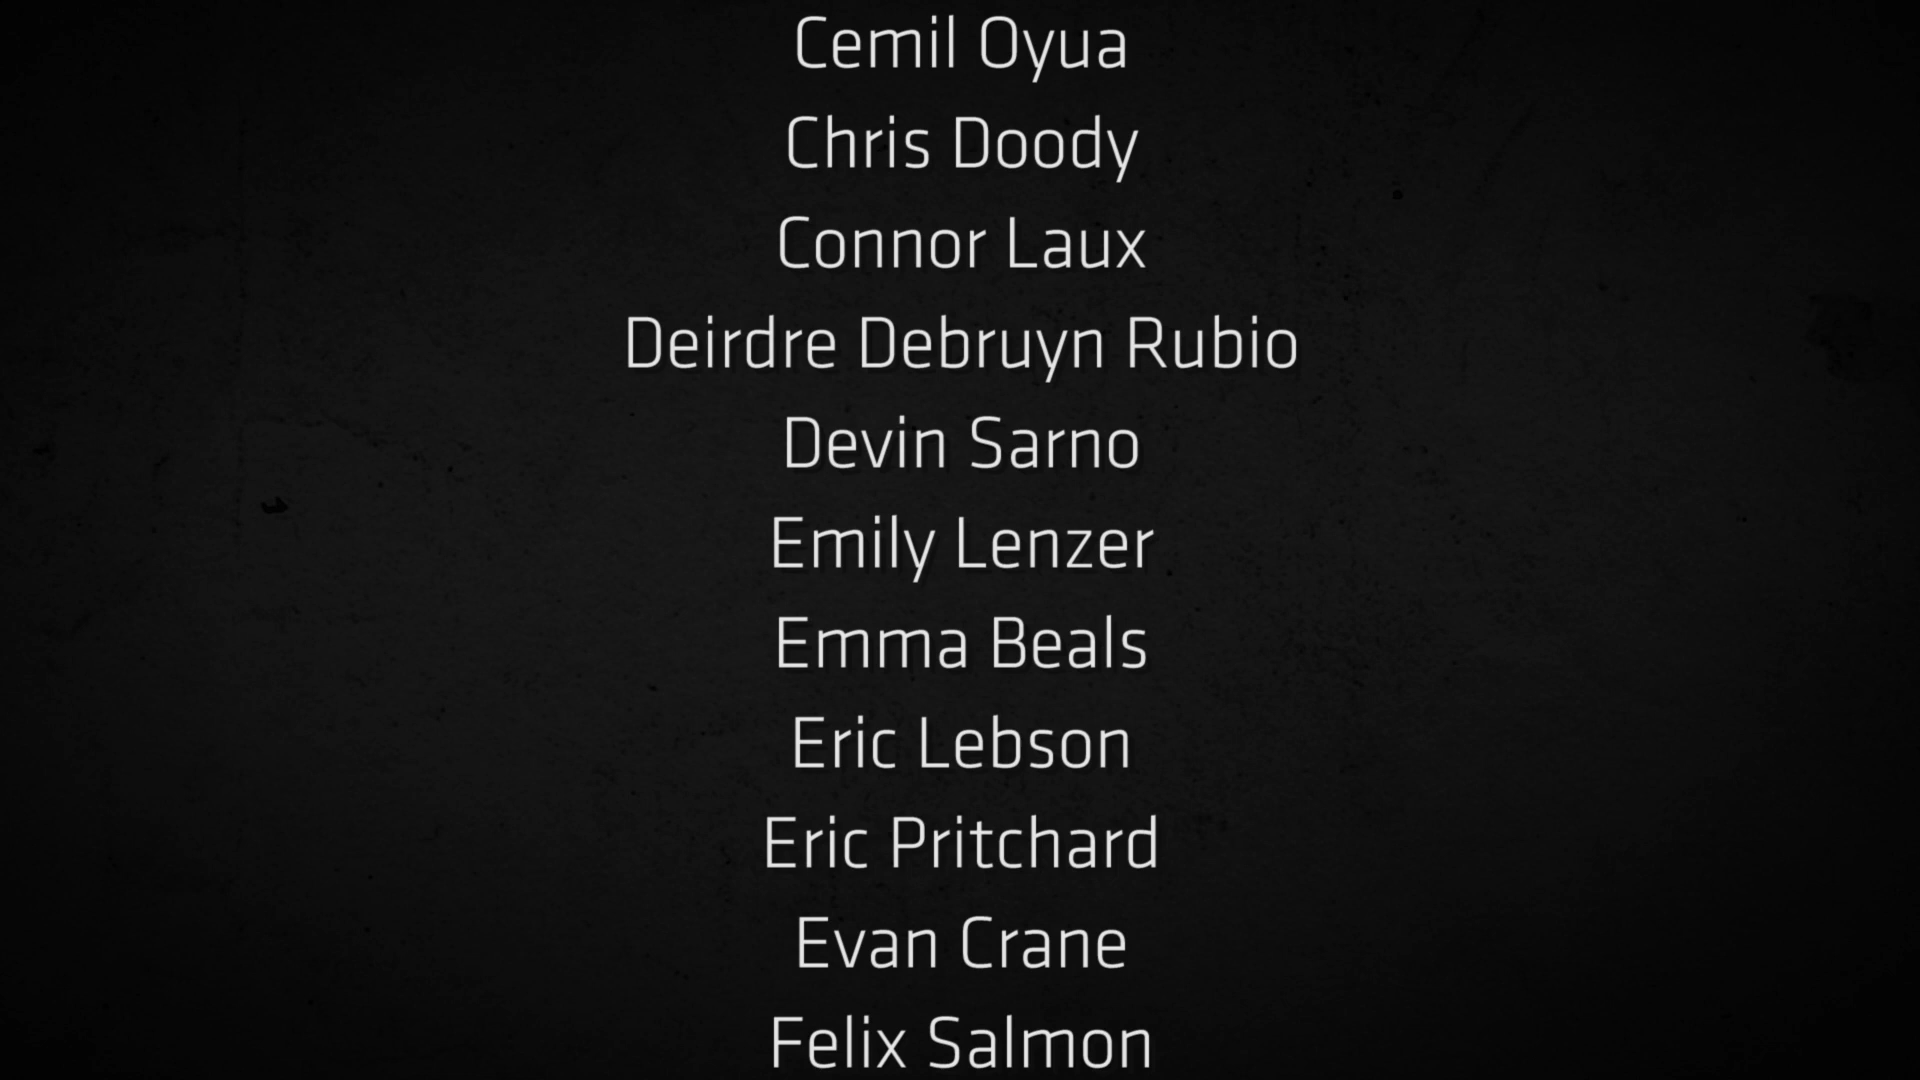 Cemil Oyua
Chris Doody
Connor Laux
Deirdre Debruyn Rubio
Devin Sarno
Emily Lenzer
Emma Beals
Eric Lebson
Eric Pritchard
Evan Crane
Felix Salmon